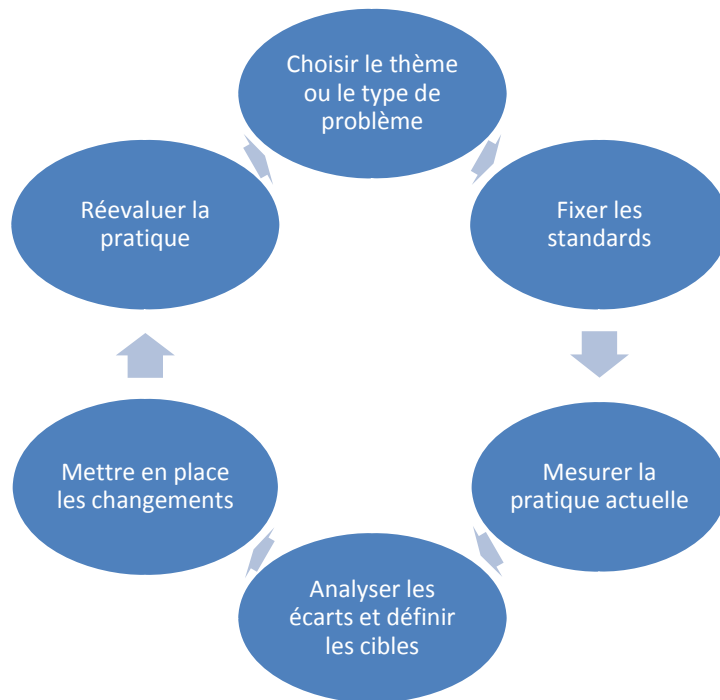 Choisir le thème
ou le type de
problème
Fixer les
standards
Mesurer la
pratique actuelle
Analyser les
écarts et définir
les cibles
Mettre en place
les changements
Réevaluer la
pratique